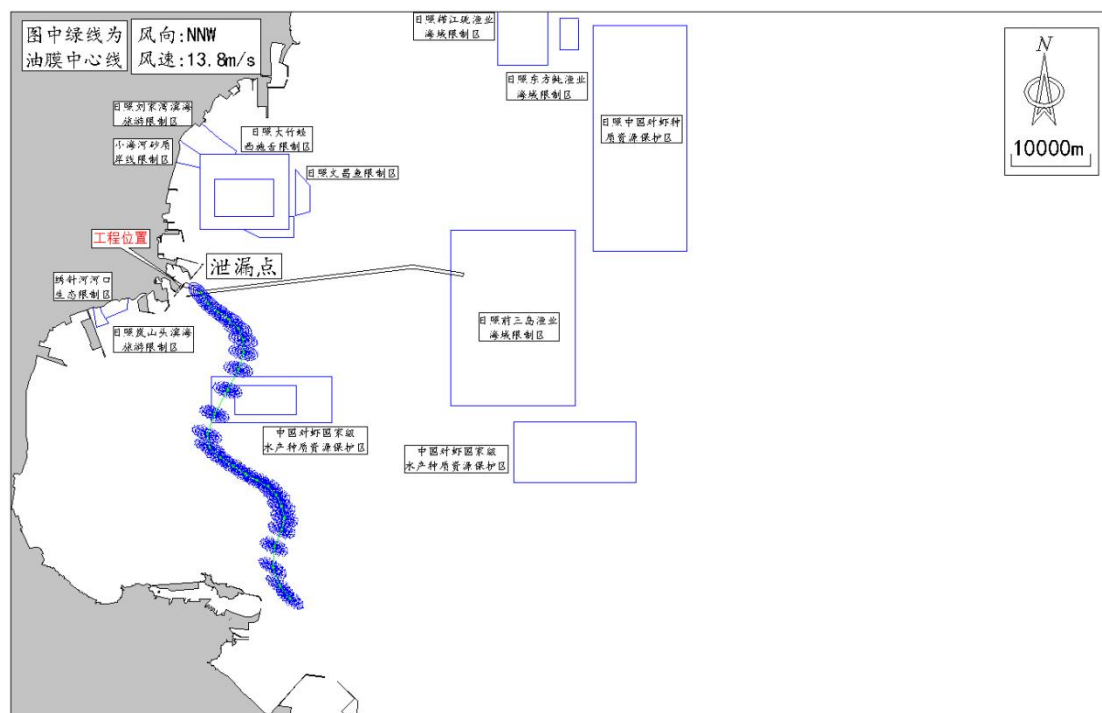 图中绿线为
油膜中心线
风向:NNW
风速:13.8m/s
日照刘家湾滨海
旅游限制区
小海河砂质
岸线限制区
日照大竹蛏
西施舌限制区
日照文昌鱼限制区
工程位置
泄漏点
绣针河河口
生态限制区
日照岚山头滨海
旅游限制区
中国对虾国家级
水产种质资源保护区
海域限制区
日照东方鲀渔业
海域限制区
日照中国对虾种
质资源保护区
日照前三岛渔业
海域限制区
中国对虾国家级
水产种质资源保护区
N
10000m